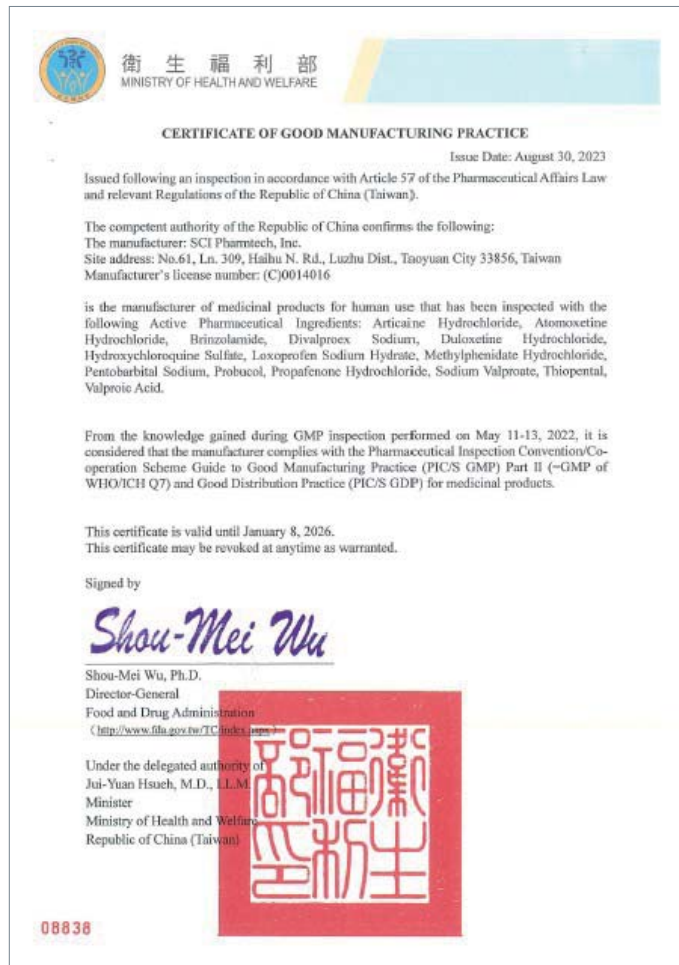 衛生福利部
MINISTRY OF HEALTH AND WELFARE
CERTIFICATE OF GOOD MANUFACTURING PRACTICE
Issue Date: August 30, 2023
Issued following an inspection in accordance with Article 57 of the Pharmaceutical Affairs Law
and relevant Regulations of the Republic of China (Taiwan).
The competent authority of the Republic of China confirms the following:
The manufacturer: SCI Pharmtech, Inc.
Site address: No.61, Ln. 309, Haihu N. Rd., Luzhu Dist., Taoyuan City 33856, Taiwan
Manufacturer's license number: (C)0014016
is the manufacturer of medicinal products for human use that has been inspected with the
following Active Pharmaceutical Ingredients: Articaine Hydrochloride, Atomoxetine
Hydrochloride, Brinzolamide, Divalproex Sodium, Duloxetine Hydrochloride,
Hydroxychloroquine Sulfate, Loxoprofen Sodium Hydrate, Methylphenidate Hydrochloride,
Pentobarbital Sodium, Probucol, Propafenone Hydrochloride, Sodium Valproate, Thiopental,
Valproic Acid.
From the knowledge gained during GMP inspection performed on May 11-13, 2022, it is
considered that the manufacturer complies with the Pharmaceutical Inspection Convention/Co-
operation Scheme Guide to Good Manufacturing Practice (PIC/S GMP) Part II (=GMP of
WHO/ICH Q7) and Good Distribution Practice (PIC/S GDP) for medicinal products.
This certificate is valid until January 8, 2026.
This certificate may be revoked at anytime as warranted.
Signed by
Shou-Mei Wu
Shou-Mei Wu, Ph.D.
Director-General
Food and Drug Administration
(http://www.fda.gov.tw/TC/index.aspx)
Under the delegated authority of
Jui-Yuan Hsueh, M.D., LL.M.
Minister
Ministry of Health and Welfare
Republic of China (Taiwan)
衛生福利部印
08838